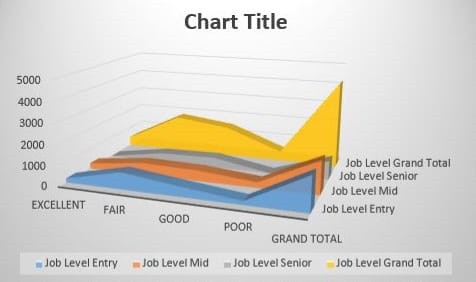 Chart Title
5000
4000
3000
2000
1000
0
EXCELLENT
FAIR
GOOD
POOR
GRAND TOTAL
Job Level Grand Total
Job Level Senior
Job Level Mid
Job Level Entry
Job Level Entry Job Level Mid Job Level Senior Job Level Grand Total